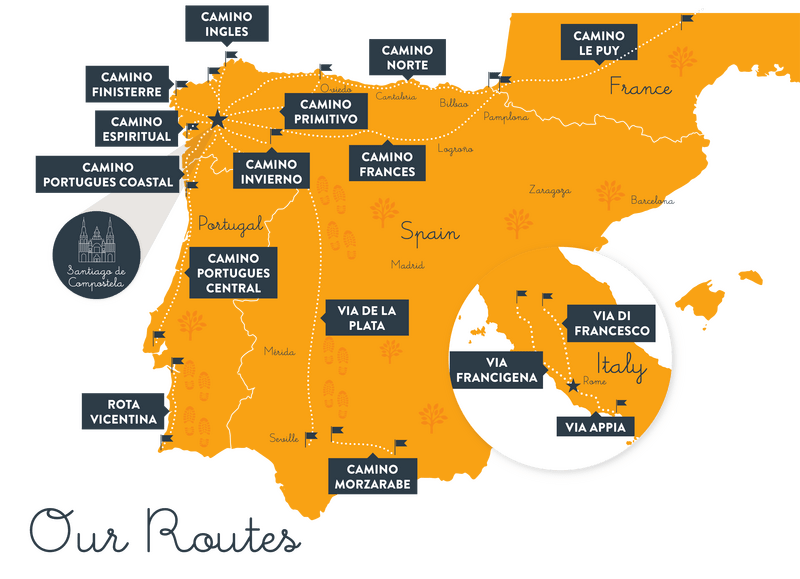 CAMINO
INGLES
CAMINO
LE PUY
CAMINO
NORTE
CAMINO
FINISTERRE
Oviedo
Cantabria
Bilbao
France
CAMINO
PRIMITIVO
CAMINO
ESPIRITUAL
Pamplona
Logrono
CAMINO
FRANCES
CAMINO
INVIERNO
CAMINO
PORTUGUES COASTAL
Zaragoza
Barcelona
Portugal
Spain
Santiago de
Compostela
CAMINO
PORTUGUES
CENTRAL
Madrid
VIA DE LA
PLATA
VIA DI
FRANCESCO
Mérida
VIA
FRANCIGENA
Italy
Rome
ROTA
VICENTINA
VIA APPIA
Seville
CAMINO
MORZARABE
Our Routes